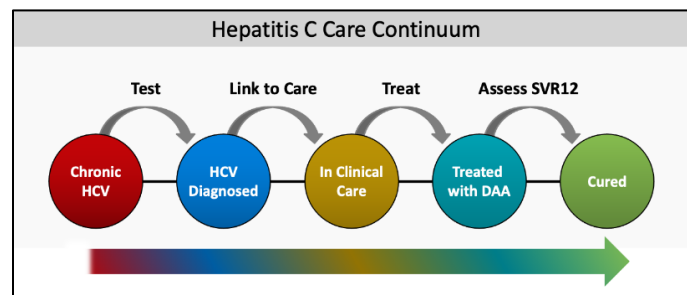 Hepatitis C Care Continuum
Test
Link to Care
Treat
Assess SVR12
Chronic
HCV
HCV
Diagnosed
In Clinical
Care
Treated
with DAA
Cured